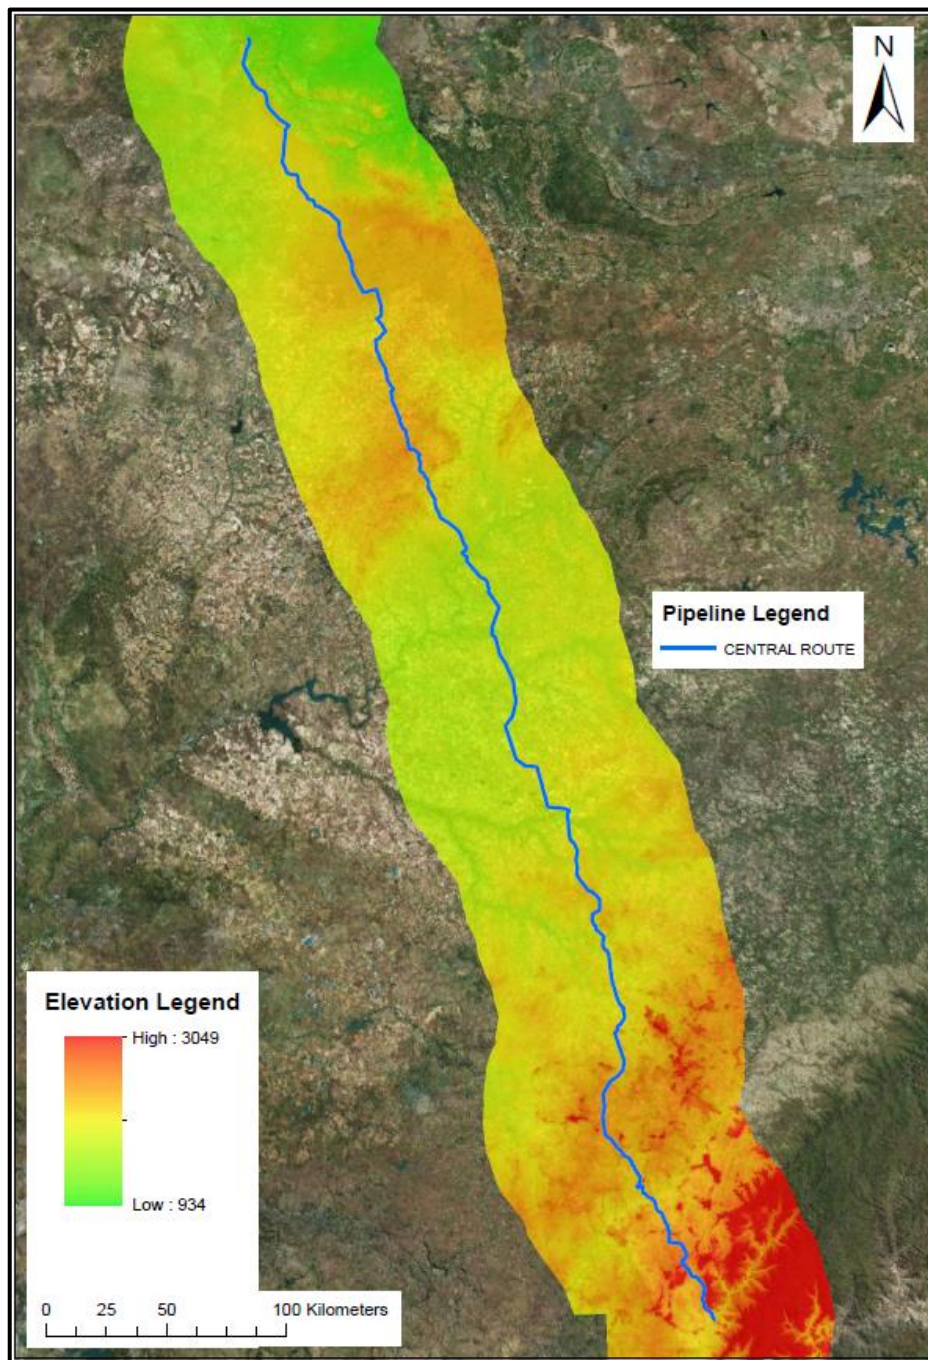 N
Pipeline Legend
CENTRAL ROUTE
Elevation Legend
High : 3049
Low : 934
0 25 50 100 Kilometers